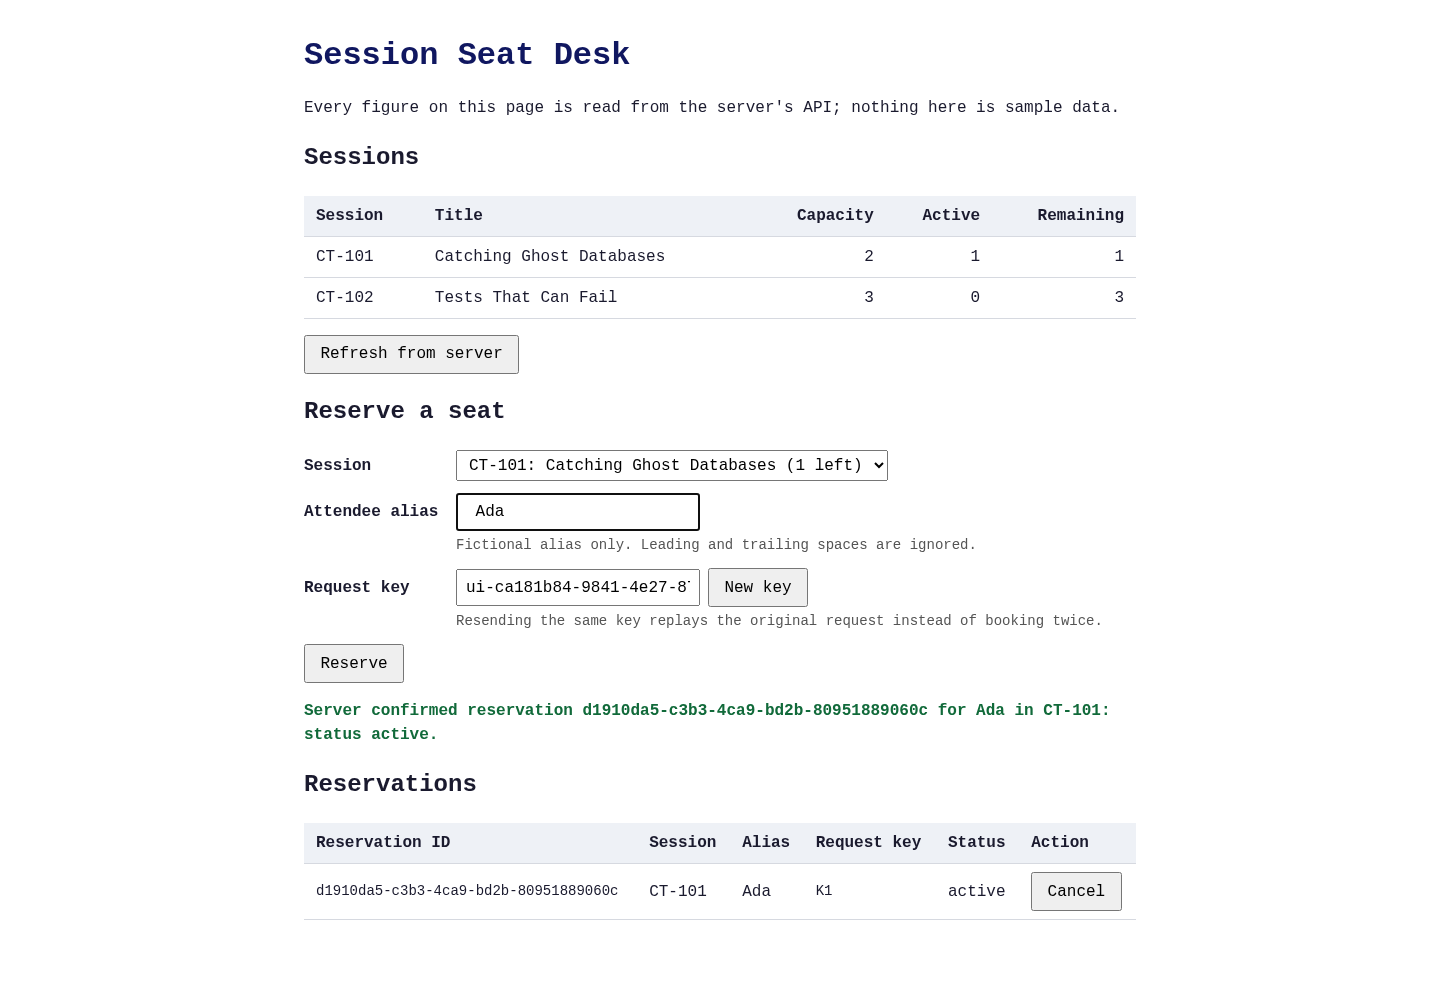 Session Seat Desk
Every figure on this page is read from the server's API; nothing here is sample data.
Sessions
Session Title Capacity Active Remaining
CT-101 Catching Ghost Databases 2 1 1
CT-102 Tests That Can Fail 3 0 3
Refresh from server
Reserve a seat
Session CT-101: Catching Ghost Databases (1 left)
Attendee alias Ada
Fictional alias only. Leading and trailing spaces are ignored.
Request key ui-ca181b84-9841-4e27-8 New key
Resending the same key replays the original request instead of booking twice.
Reserve
Server confirmed reservation d1910da5-c3b3-4ca9-bd2b-80951889060c for Ada in CT-101:
status active.
Reservations
Reservation ID Session Alias Request key Status Action
d1910da5-c3b3-4ca9-bd2b-80951889060c CT-101 Ada K1 active Cancel